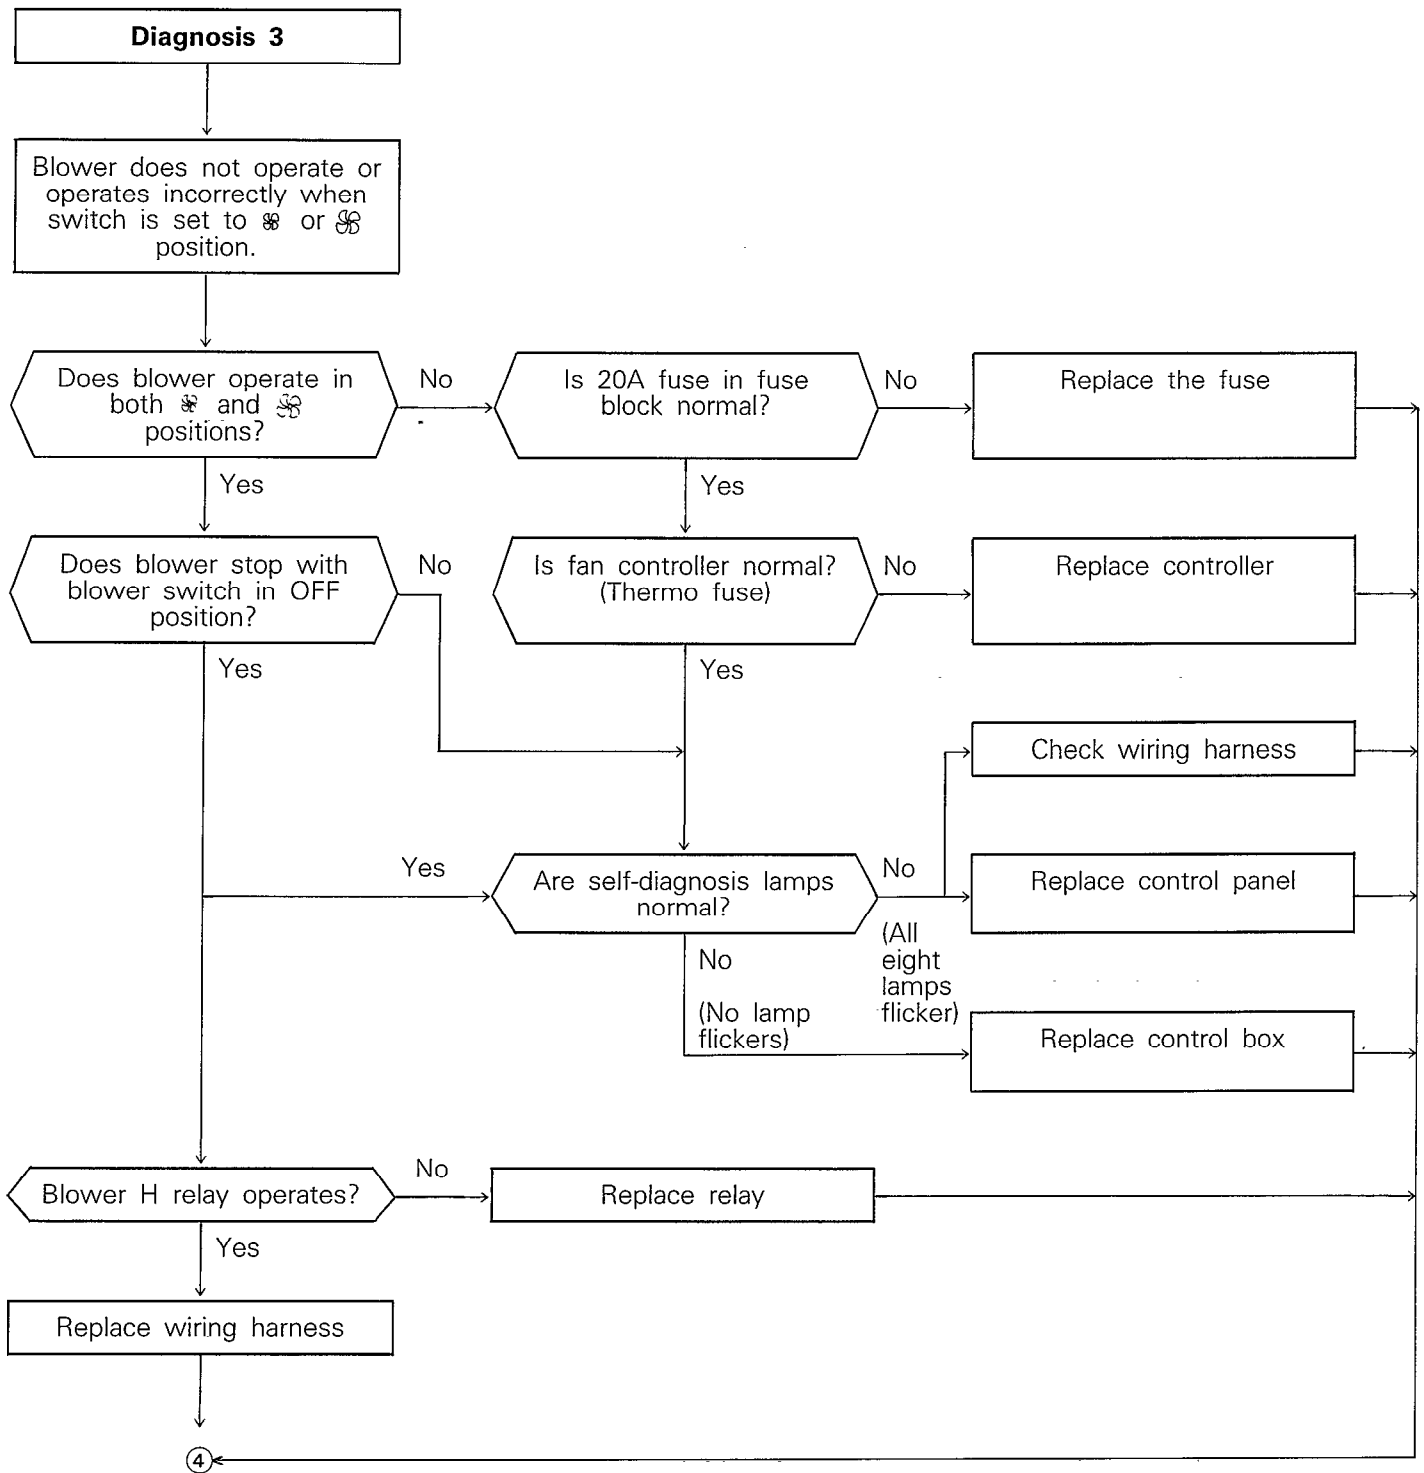 Diagnosis 3
Blower does not operate or
operates incorrectly when
switch is set to or
position.
Does blower operate in
both and
positions?
No
Is 20A fuse in fuse
block normal?
No
Replace the fuse
Yes
Yes
Does blower stop with
blower switch in OFF
position?
No
Is fan controller normal?
(Thermo fuse)
No
Replace controller
Yes
Yes
Check wiring harness
Yes
Are self-diagnosis lamps
normal?
No
Replace control panel
(All
eight
lamps
flicker)
No
(No lamp
flickers)
Replace control box
Blower H relay operates?
No
Replace relay
Yes
Replace wiring harness
4